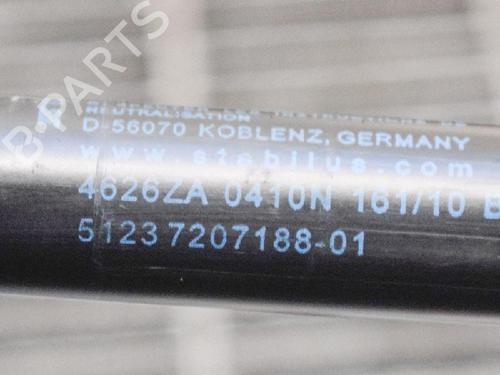 B-PARTS
NEUTRALISATION
D-56070 KOBLENZ, GERMANY
www.stabilus.com
4626ZA 0410N 161/10 B
51237207188-01